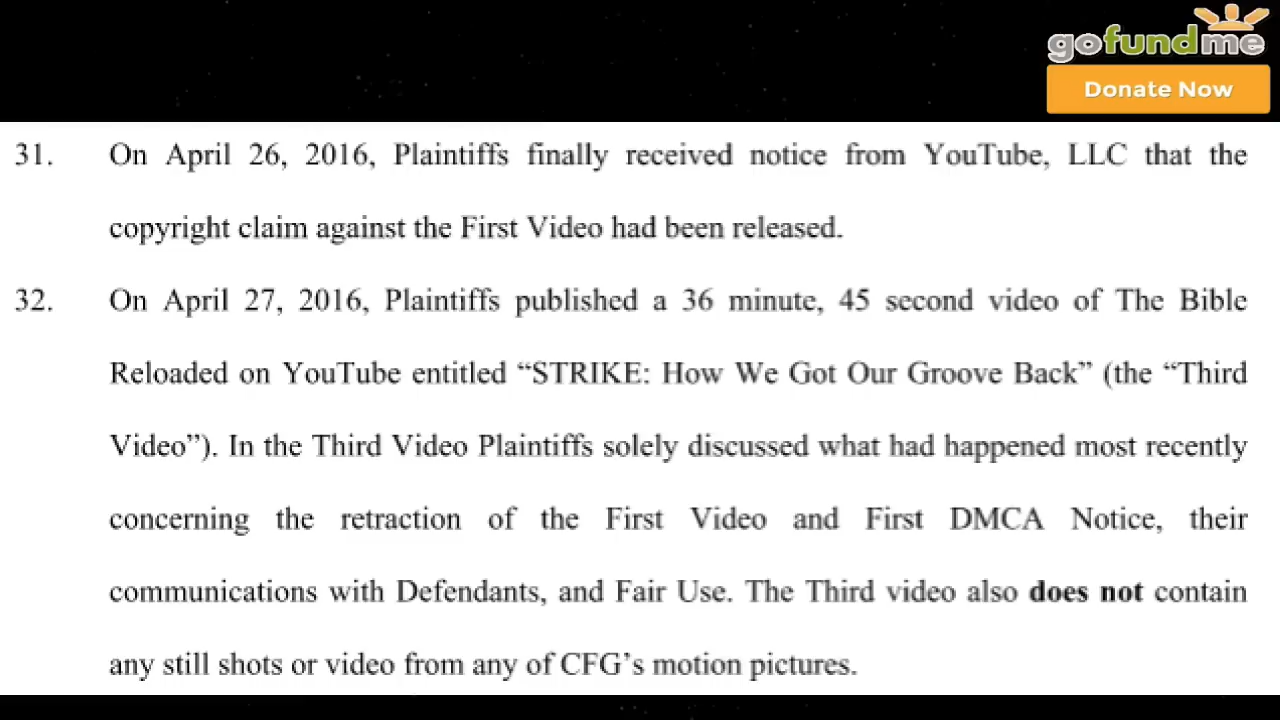 gofundme
Donate Now
31. On April 26, 2016, Plaintiffs finally received notice from YouTube, LLC that the
copyright claim against the First Video had been released.
32. On April 27, 2016, Plaintiffs published a 36 minute, 45 second video of The Bible
Reloaded on YouTube entitled “STRIKE: How We Got Our Groove Back” (the “Third
Video”). In the Third Video Plaintiffs solely discussed what had happened most recently
concerning the retraction of the First Video and First DMCA Notice, their
communications with Defendants, and Fair Use. The Third video also does not contain
any still shots or video from any of CFG’s motion pictures.